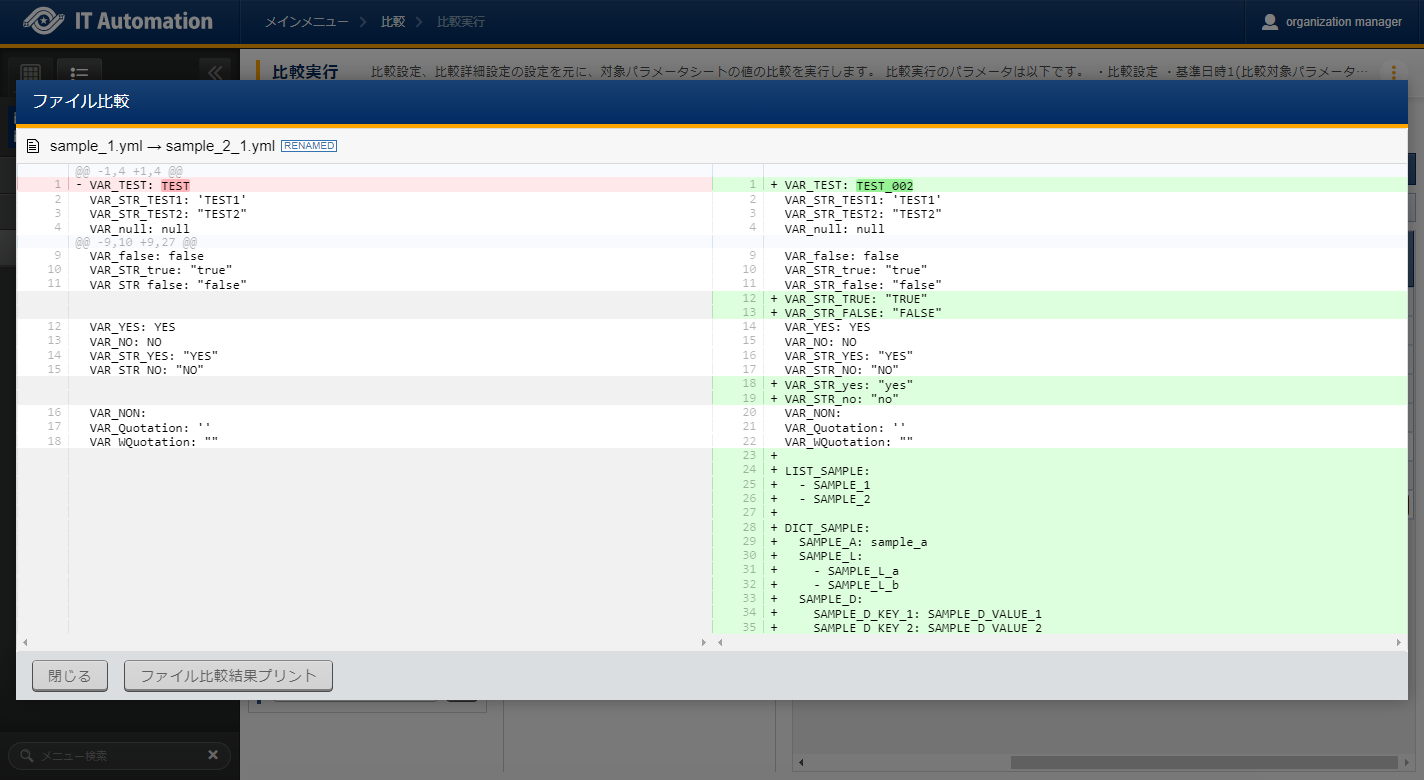 IT Automation
メインメニュー 比較 比較実行
organization manager
比較実行
比較設定、比較詳細設定の設定を元に、対象パラメータシートの値の比較を実行します。 比較実行のパラメータは以下です。 ・比較設定 ・基準日時1(比較対象パラメータ…
ファイル比較
sample_1.yml → sample_2_1.yml RENAMED
@@ -1,4 +1,4 @@
1 - VAR_TEST: TEST
2 VAR_STR_TEST1: 'TEST1'
3 VAR_STR_TEST2: "TEST2"
4 VAR_null: null
@@ -9,10 +9,27 @@
9 VAR_false: false
10 VAR_STR_true: "true"
11 VAR_STR_false: "false"
12 VAR_YES: YES
13 VAR_NO: NO
14 VAR_STR_YES: "YES"
15 VAR_STR_NO: "NO"
16 VAR_NON:
17 VAR_Quotation: ''
18 VAR_WQuotation: ""
1 + VAR_TEST: TEST_002
2 VAR_STR_TEST1: 'TEST1'
3 VAR_STR_TEST2: "TEST2"
4 VAR_null: null
9 VAR_false: false
10 VAR_STR_true: "true"
11 VAR_STR_false: "false"
12 + VAR_STR_TRUE: "TRUE"
13 + VAR_STR_FALSE: "FALSE"
14 VAR_YES: YES
15 VAR_NO: NO
16 VAR_STR_YES: "YES"
17 VAR_STR_NO: "NO"
18 + VAR_STR_yes: "yes"
19 + VAR_STR_no: "no"
20 VAR_NON:
21 VAR_Quotation: ''
22 VAR_WQuotation: ""
23 +
24 + LIST_SAMPLE:
25 + - SAMPLE_1
26 + - SAMPLE_2
27 +
28 + DICT_SAMPLE:
29 + SAMPLE_A: sample_a
30 + SAMPLE_L:
31 + - SAMPLE_L_a
32 + - SAMPLE_L_b
33 + SAMPLE_D:
34 + SAMPLE_D_KEY_1: SAMPLE_D_VALUE_1
35 + SAMPLE_D_KEY_2: SAMPLE_D_VALUE_2
閉じる
ファイル比較結果プリント
メニュー検索